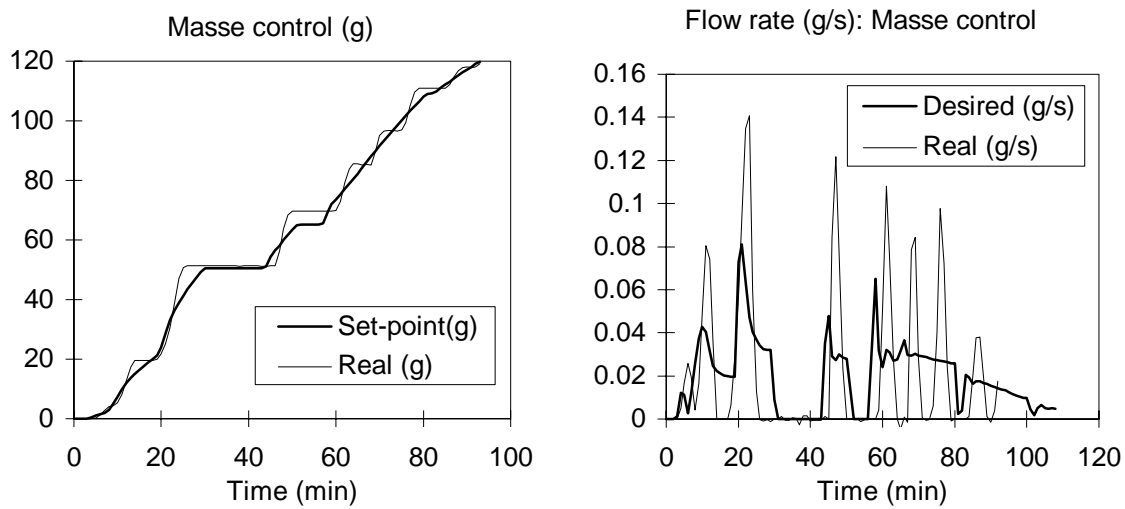 Masse control (g)
120
100
80
60
40
20
0
0 20 40 60 80 100
Time (min)
Set-point(g)
Real (g)
Flow rate (g/s): Masse control
0.16
0.14
0.12
0.1
0.08
0.06
0.04
0.02
0
0 20 40 60 80 100 120
Time (min)
Desired (g/s)
Real (g/s)